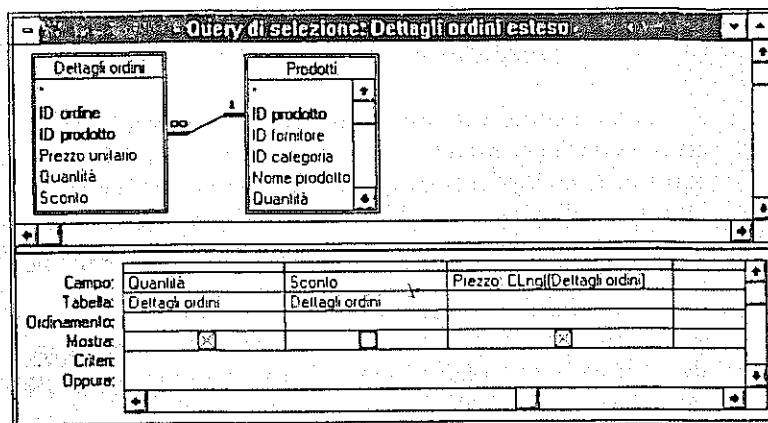 Query di selezione: Dettagli ordini esteso
Dettagli ordini
*
ID ordine
ID prodotto
Prezzo unitario
Quantità
Sconto
∞ 1
Prodotti
*
ID prodotto
ID fornitore
ID categoria
Nome prodotto
Quantità
Campo: Quantità Sconto Prezzo: CLng([Dettagli ordini]
Tabella: Dettagli ordini Dettagli ordini
Ordinamento:
Mostra:
Criteri:
Oppure: